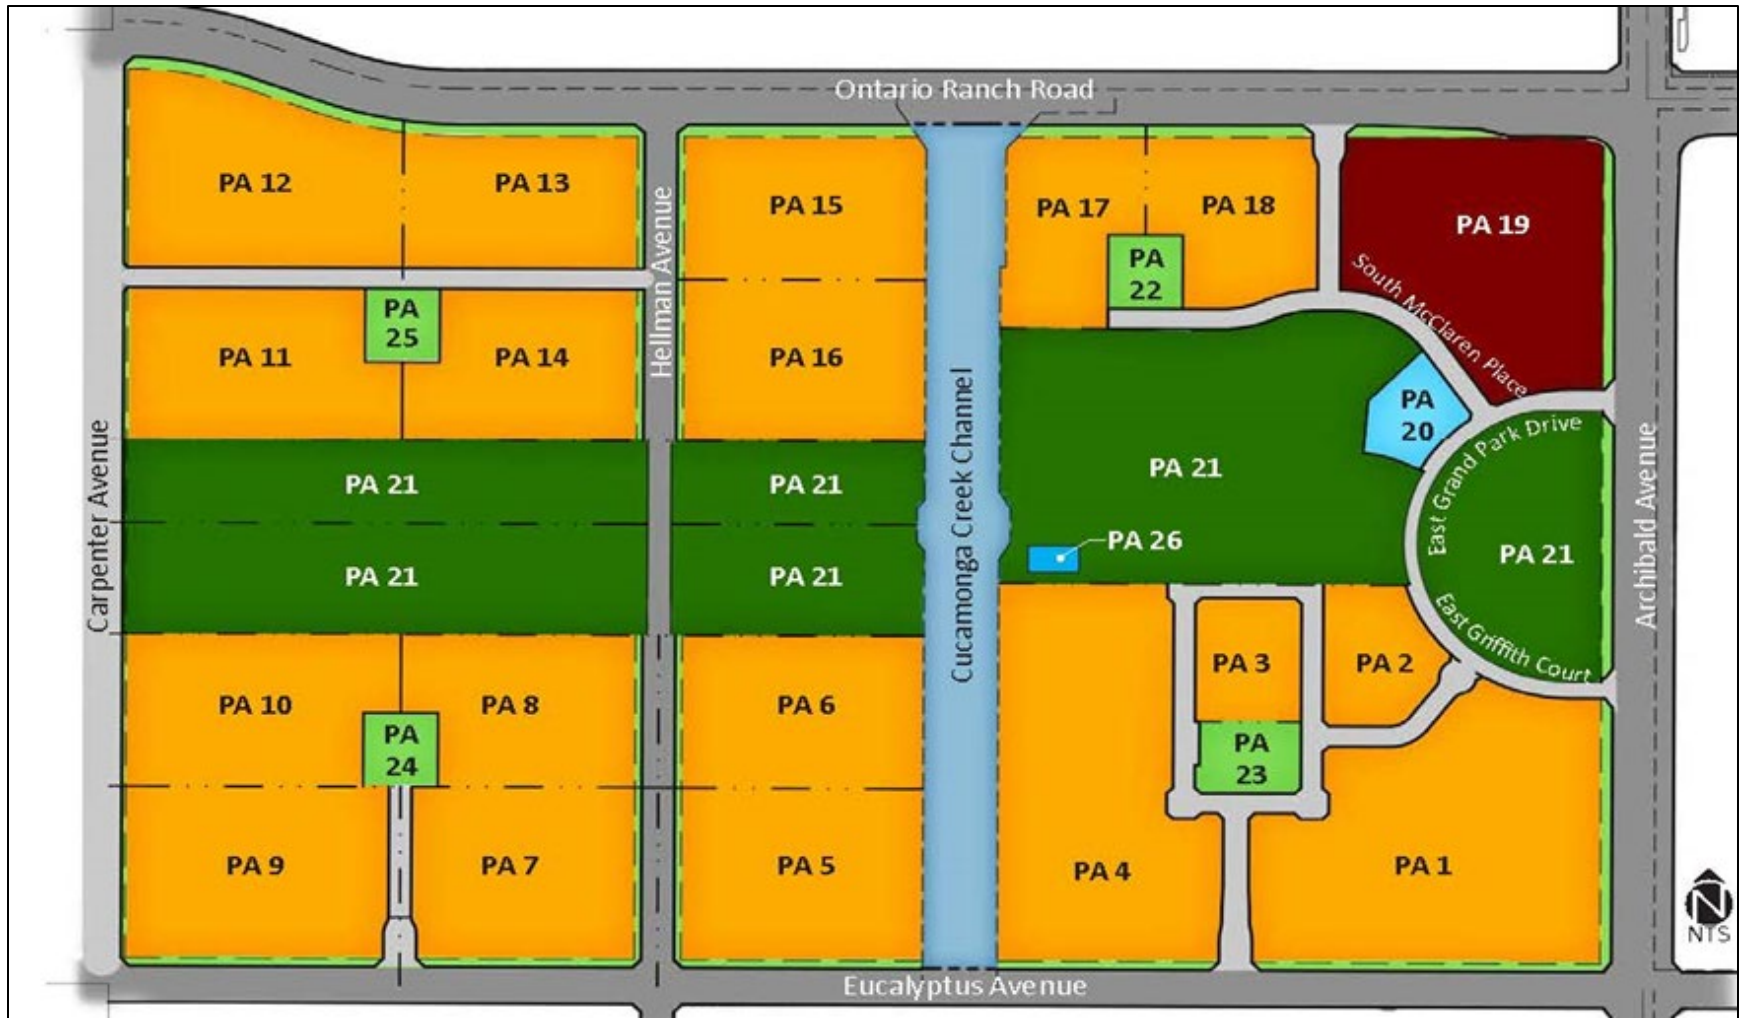 Ontario Ranch Road
PA 12
PA 13
PA 15
PA 17
PA 18
PA 19
PA
22
PA
25
PA 11
PA 14
PA 16
Hellman Avenue
South McClaren Place
PA
20
Carpenter Avenue
Cucamonga Creek Channel
East Grand Park Drive
Archibald Avenue
PA 21
PA 21
PA 21
PA 21
PA 21
PA 26
PA 21
East Griffith Court
PA 10
PA 8
PA 6
PA 3
PA 2
PA
24
PA
23
PA 9
PA 7
PA 5
PA 4
PA 1
N
NTS
Eucalyptus Avenue